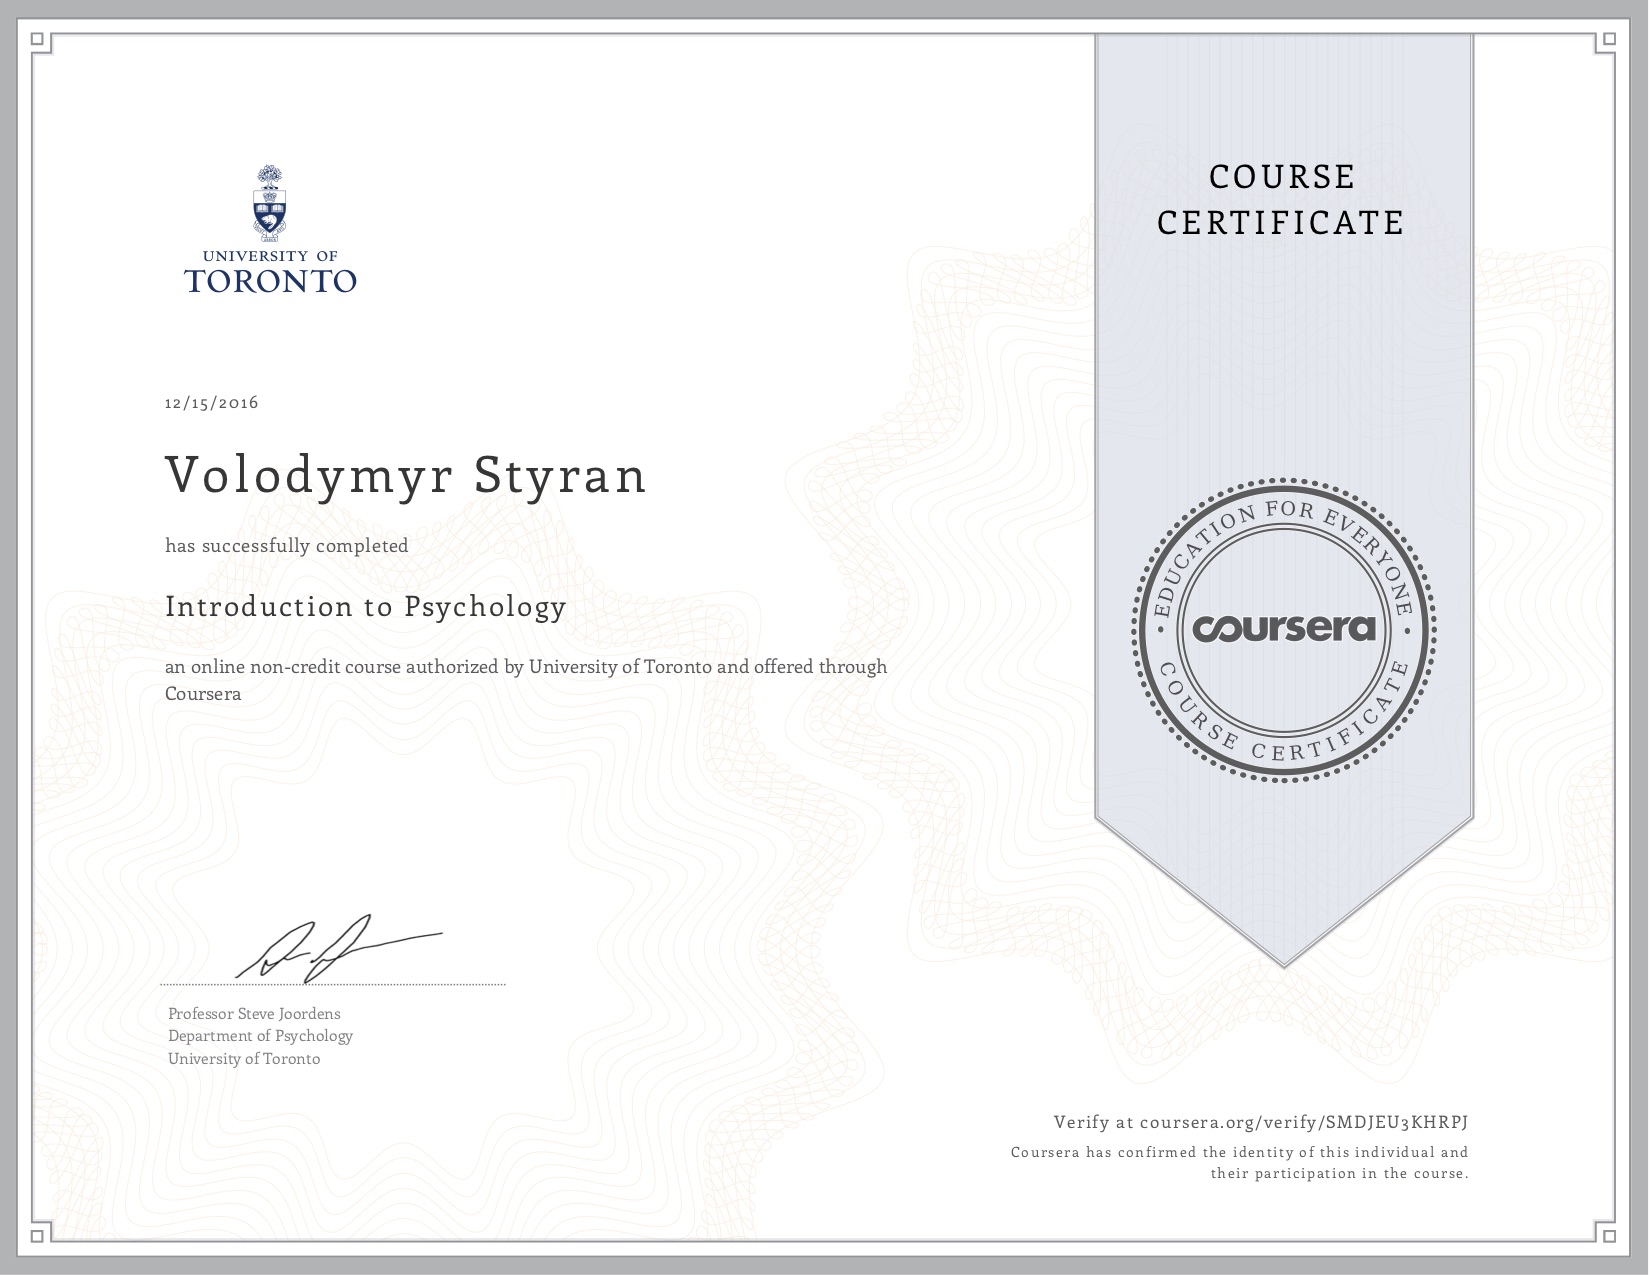 UNIVERSITY OF
TORONTO
12/15/2016
Volodymyr Styran
has successfully completed
Introduction to Psychology
an online non-credit course authorized by University of Toronto and offered through
Coursera
Professor Steve Joordens
Department of Psychology
University of Toronto
COURSE
CERTIFICATE
EDUCATION FOR EVERYONE
coursera
COURSE CERTIFICATE
Verify at coursera.org/verify/SMDJEU3KHRPJ
Coursera has confirmed the identity of this individual and
their participation in the course.